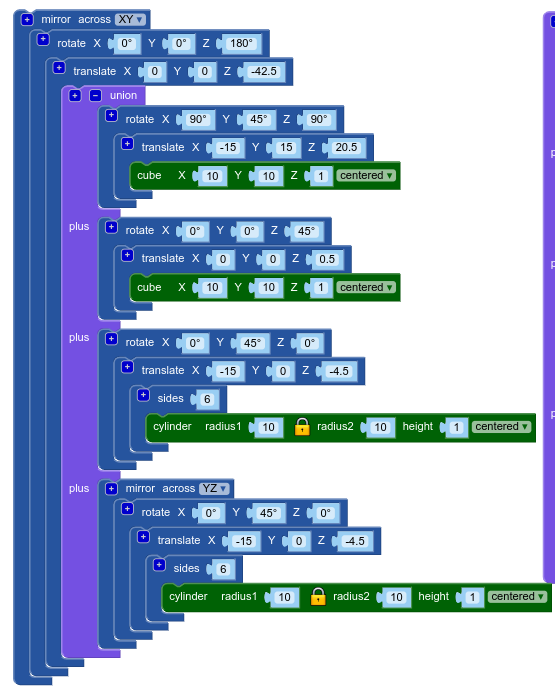 + mirror across XY ▾
+ rotate X 0° Y 0° Z 180°
+ translate X 0 Y 0 Z -42.5
+ − union
+ rotate X 90° Y 45° Z 90°
+ translate X -15 Y 15 Z 20.5
cube X 10 Y 10 Z 1 centered ▾
plus + rotate X 0° Y 0° Z 45°
+ translate X 0 Y 0 Z 0.5
cube X 10 Y 10 Z 1 centered ▾
plus + rotate X 0° Y 45° Z 0°
+ translate X -15 Y 0 Z -4.5
+ sides 6
cylinder radius1 10 radius2 10 height 1 centered ▾
plus + mirror across YZ ▾
+ rotate X 0° Y 45° Z 0°
+ translate X -15 Y 0 Z -4.5
+ sides 6
cylinder radius1 10 radius2 10 height 1 centered ▾